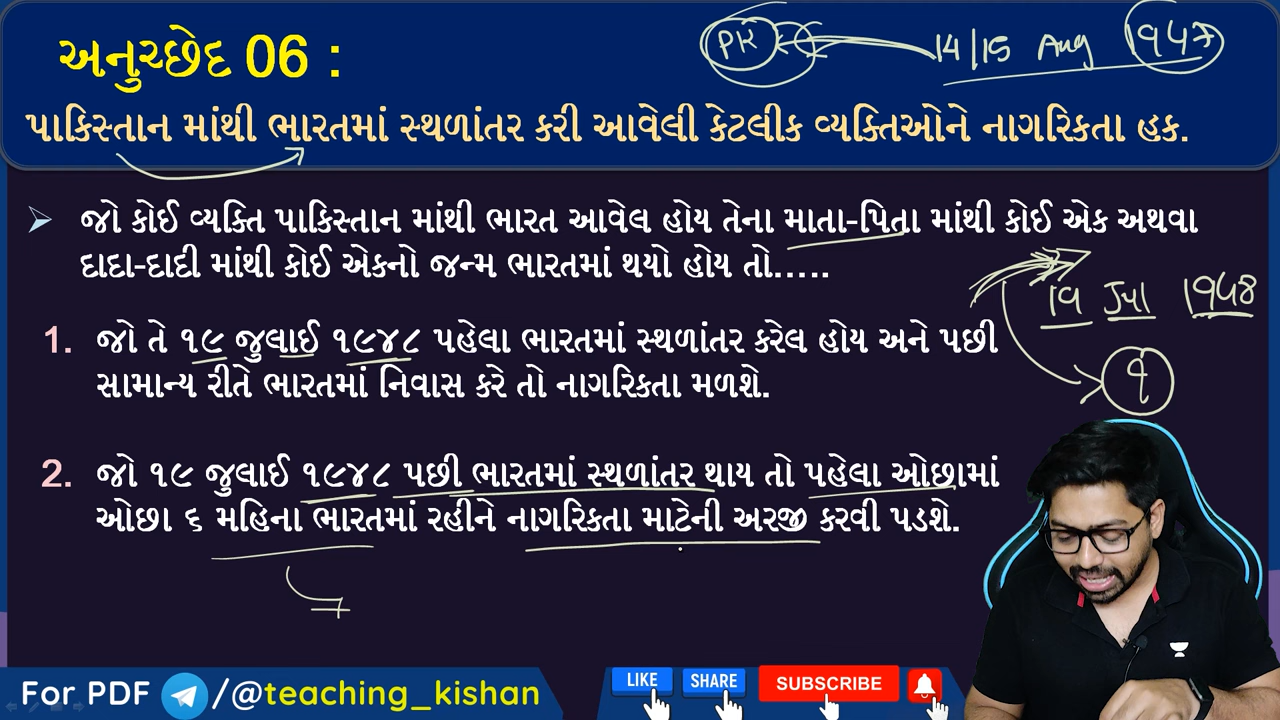 અનુચ્છેદ 06 :
PK 14/15 Aug ૧૯૪૭
પાકિસ્તાન માંથી ભારતમાં સ્થળાંતર કરી આવેલી કેટલીક વ્યક્તિઓને નાગરિકતા હક.
➢ જો કોઈ વ્યક્તિ પાકિસ્તાન માંથી ભારત આવેલ હોય તેના માતા-પિતા માંથી કોઈ એક અથવા
દાદા-દાદી માંથી કોઈ એકનો જન્મ ભારતમાં થયો હોય તો.....
19 Jul 1948
1. જો તે ૧૯ જુલાઈ ૧૯૪૮ પહેલા ભારતમાં સ્થળાંતર કરેલ હોય અને પછી
સામાન્ય રીતે ભારતમાં નિવાસ કરે તો નાગરિકતા મળશે.
૧
2. જો ૧૯ જુલાઈ ૧૯૪૮ પછી ભારતમાં સ્થળાંતર થાય તો પહેલા ઓછામાં
ઓછા ૬ મહિના ભારતમાં રહીને નાગરિકતા માટેની અરજી કરવી પડશે.
For PDF /@teaching_kishan
LIKE SHARE SUBSCRIBE